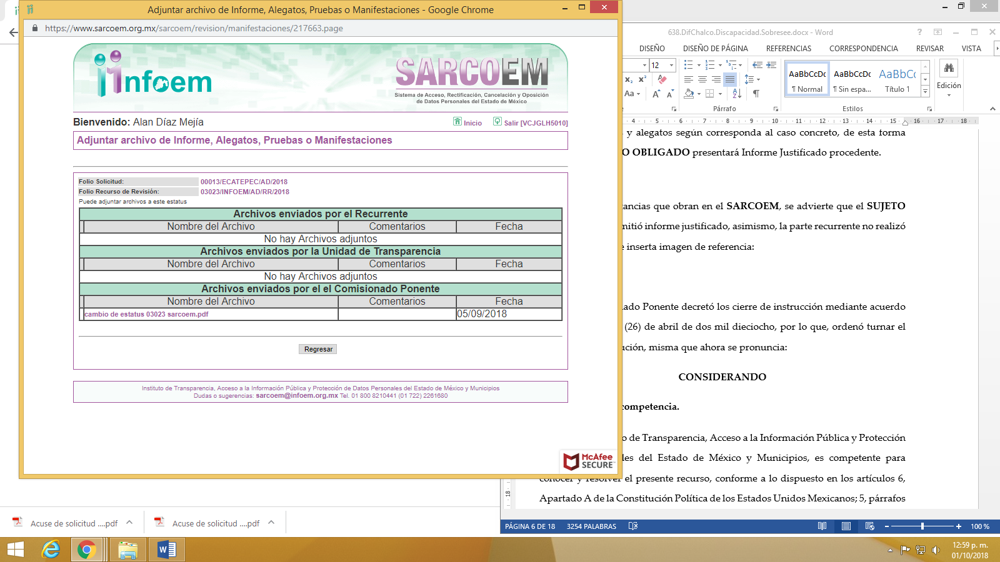 Adjuntar archivo de Informe, Alegatos, Pruebas o Manifestaciones - Google Chrome
https://www.sarcoem.org.mx/sarcoem/revision/manifestaciones/217663.page
infoem
SARCOEM
Sistema de Acceso, Rectificación, Cancelación y Oposición
de Datos Personales del Estado de México
Bienvenido: Alan Díaz Mejía
Inicio
Salir [VCJGLH5010]
Adjuntar archivo de Informe, Alegatos, Pruebas o Manifestaciones
Folio Solicitud: 00013/ECATEPEC/AD/2018
Folio Recurso de Revisión: 03023/INFOEM/AD/RR/2018
Puede adjuntar archivos a este estatus
Archivos enviados por el Recurrente
Nombre del Archivo Comentarios Fecha
No hay Archivos adjuntos
Archivos enviados por la Unidad de Transparencia
Nombre del Archivo Comentarios Fecha
No hay Archivos adjuntos
Archivos enviados por el el Comisionado Ponente
Nombre del Archivo Comentarios Fecha
cambio de estatus 03023 sarcoem.pdf 05/09/2018
Regresar
Instituto de Transparencia, Acceso a la Información Pública y Protección de Datos Personales del Estado de México y Municipios
Dudas o sugerencias: sarcoem@infoem.org.mx Tel. 01 800 8210441 (01 722) 2261680
McAfee
SECURE
638.DifChalco.Discapacidad.Sobresee.docx - Word
DISEÑO DISEÑO DE PÁGINA REFERENCIAS CORRESPONDENCIA REVISAR VISTA
12
AaBbCcDc AaBbCcDc AaBbCc
¶ Normal ¶ Sin espa... Título 1
Edición
Párrafo Estilos
4 5 6 7 8 9 10 11 12 13 14 15 16 17 18
y alegatos según corresponda al caso concreto, de esta forma
O OBLIGADO presentará Informe Justificado procedente.
tancias que obran en el SARCOEM, se advierte que el SUJETO
mitió informe justificado, asimismo, la parte recurrente no realizó
e inserta imagen de referencia:
ado Ponente decretó los cierre de instrucción mediante acuerdo
(26) de abril de dos mil dieciocho, por lo que, ordenó turnar el
ución, misma que ahora se pronuncia:
CONSIDERANDO
competencia.
o de Transparencia, Acceso a la Información Pública y Protección
les del Estado de México y Municipios, es competente para
conocer y resolver el presente recurso, conforme a lo dispuesto en los artículos 6,
Apartado A de la Constitución Política de los Estados Unidos Mexicanos; 5, párrafos
18
PÁGINA 6 DE 18 3254 PALABRAS 100 %
Acuse de solicitud ....pdf Acuse de solicitud ....pdf
12:59 p. m.
01/10/2018